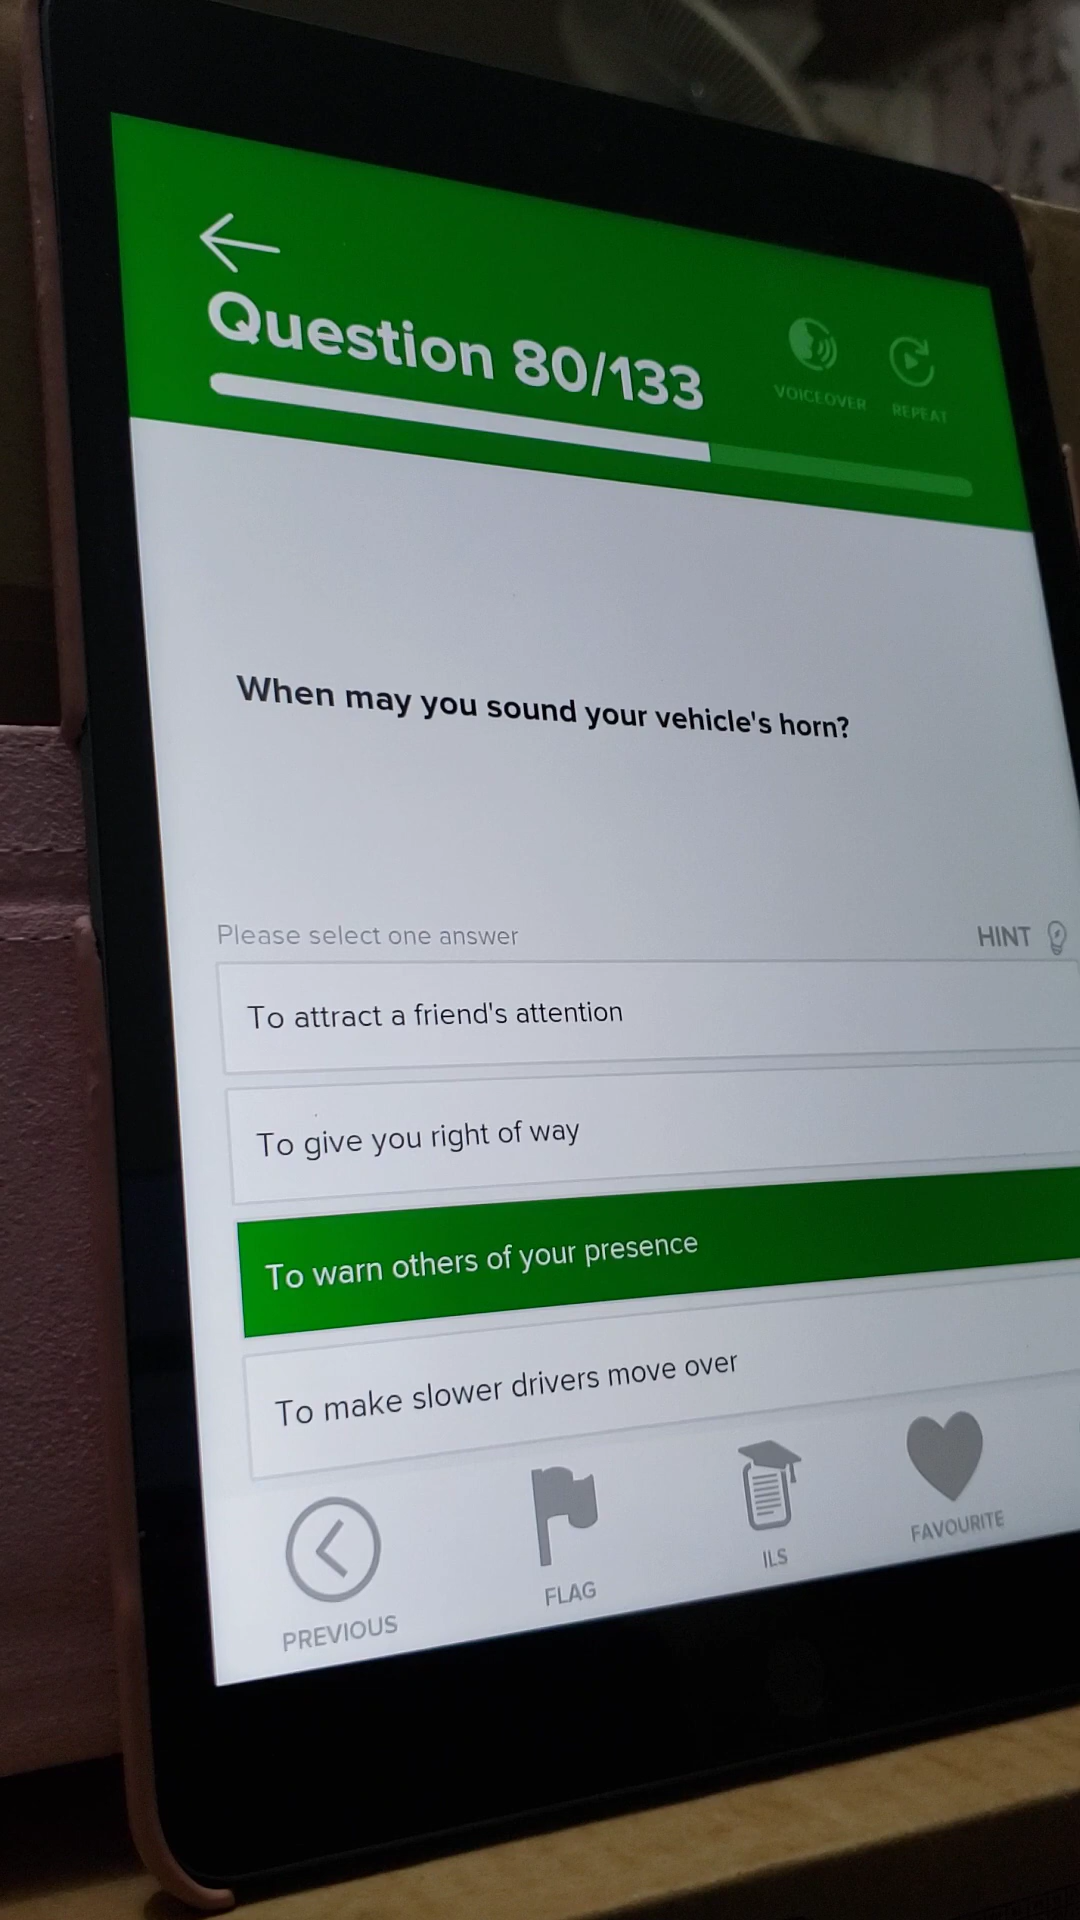 Question 80/133
VOICEOVER
REPEAT
When may you sound your vehicle's horn?
Please select one answer
HINT
To attract a friend's attention
To give you right of way
To warn others of your presence
To make slower drivers move over
PREVIOUS
FLAG
ILS
FAVOURITE